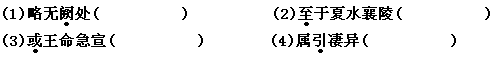 (1)略无阙处(          )          (2)至于夏水襄陵(          )
(3)或王命急宣(          )          (4)属引凄异(          )